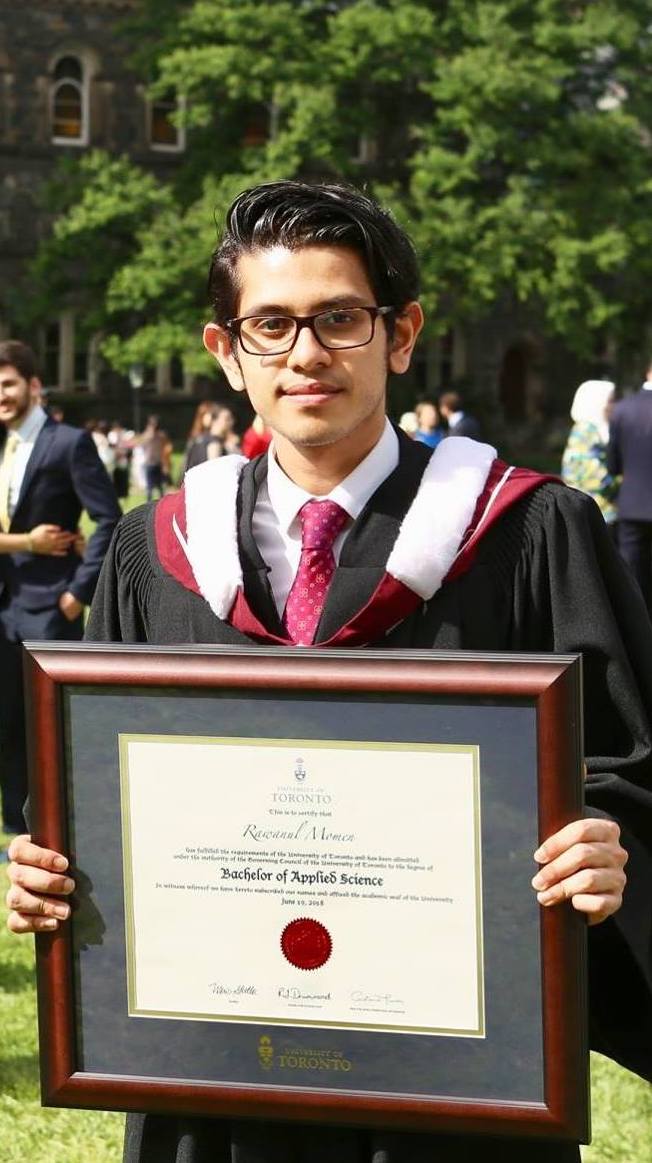 UNIVERSITY OF
TORONTO
This is to certify that
Rawanul Momen
has fulfilled the requirements of the University of Toronto and has been admitted
under the authority of the Governing Council of the University of Toronto to the degree of
Bachelor of Applied Science
In witness whereof we have hereto subscribed our names and affixed the academic seal of the University
June 19, 2018
UNIVERSITY OF
TORONTO